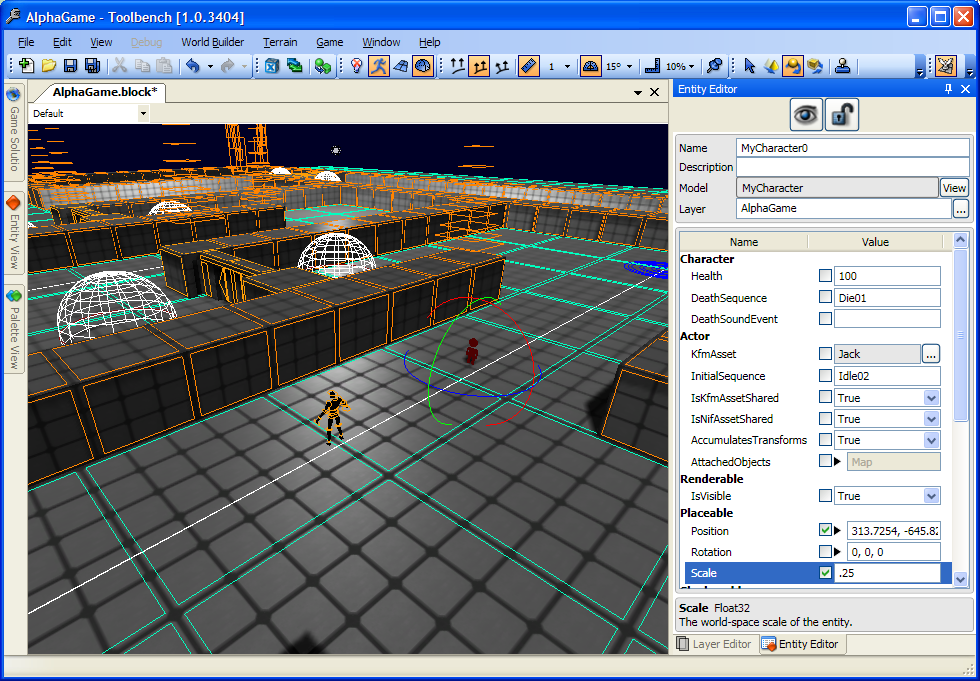 AlphaGame - Toolbench [1.0.3404]
File Edit View Debug World Builder Terrain Game Window Help
1 15° 10%
Game Solutio
Entity View
Palette View
AlphaGame.block*
Default
Entity Editor
Name MyCharacter0
Description
Model MyCharacter View
Layer AlphaGame ...
Name Value
Character
Health 100
DeathSequence Die01
DeathSoundEvent
Actor
KfmAsset Jack ...
InitialSequence Idle02
IsKfmAssetShared True
IsNifAssetShared True
AccumulatesTransforms True
AttachedObjects Map
Renderable
IsVisible True
Placeable
Position 313.7254, -645.82
Rotation 0, 0, 0
Scale .25
Scale Float32
The world-space scale of the entity.
Layer Editor Entity Editor